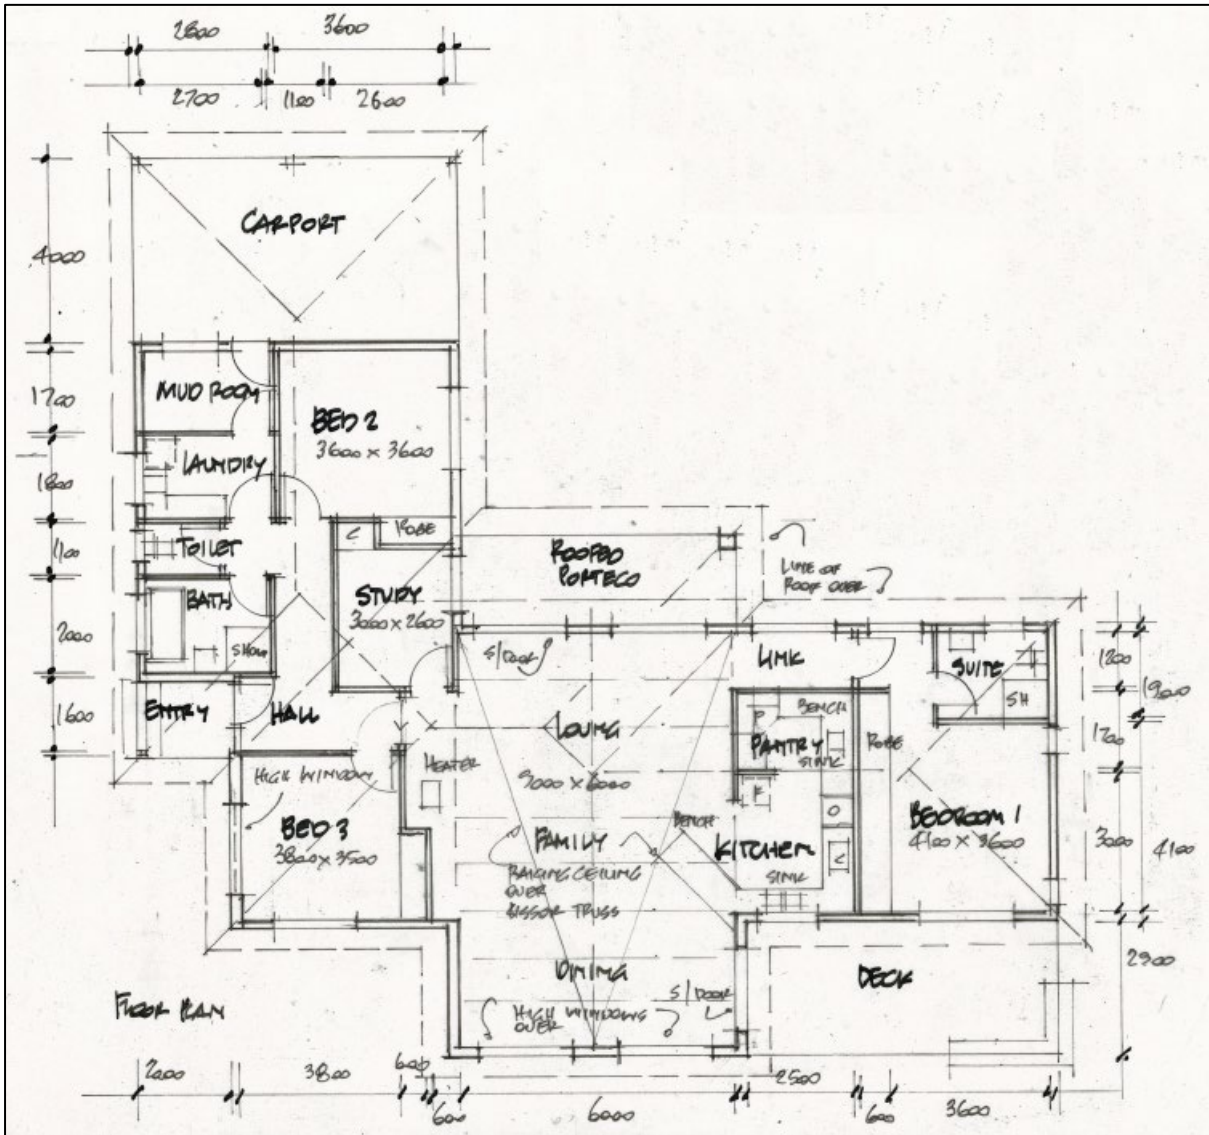 2800 3600
2700 1100 2600
CARPORT
4000
MUD ROOM
1700
BED 2
3600 x 3600
LAUNDRY
1800
C ROBE
TOILET
1100
ROOFED
PORTECO
LINE OF
ROOF OVER
BATH
STUDY
3000 x 2600
2000
SHOW
S/DOOR
LINK
SUITE
1200
SH
1900
ENTRY
HALL
1600
P BENCH
LOUNG
PANTRY
SINK
ROBE
1700
HEATER
HIGH WINDOW
9000 x 6000
F
BED 3
3800 x 3500
FAMILY
BENCH
KITCHEN
SINK
C
BEDROOM 1
4100 x 3600
3000
4100
RAISING CEILING
OVER
SISSOR TRUSS
DINING
DECK
2900
S/DOOR
HIGH WINDOWS
OVER
FLOOR PLAN
2000 3800 600 600 6000 2500 600 3600